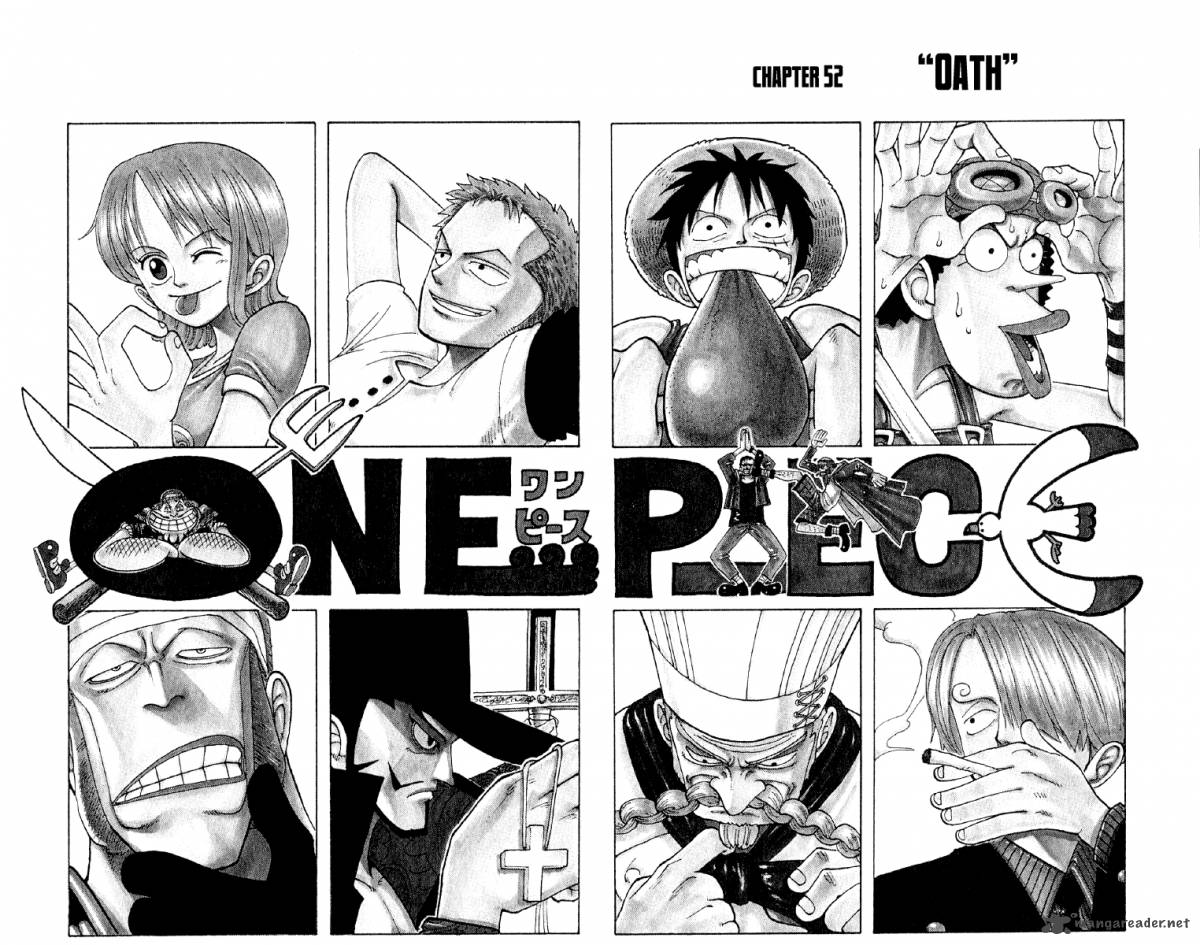 CHAPTER 52 “OATH”
ONE PIECE
ワン
ピース
mangareader.net